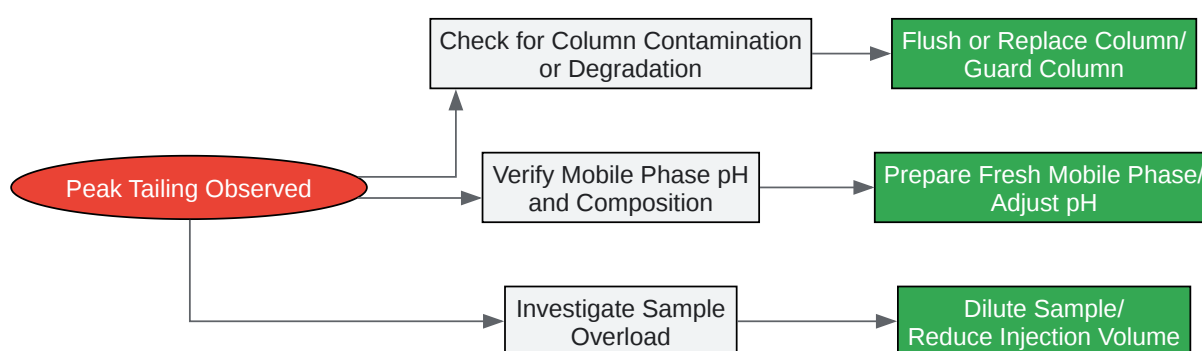 Check for Column Contamination
or Degradation
Flush or Replace Column/
Guard Column
Peak Tailing Observed
Verify Mobile Phase pH
and Composition
Prepare Fresh Mobile Phase/
Adjust pH
Investigate Sample
Overload
Dilute Sample/
Reduce Injection Volume